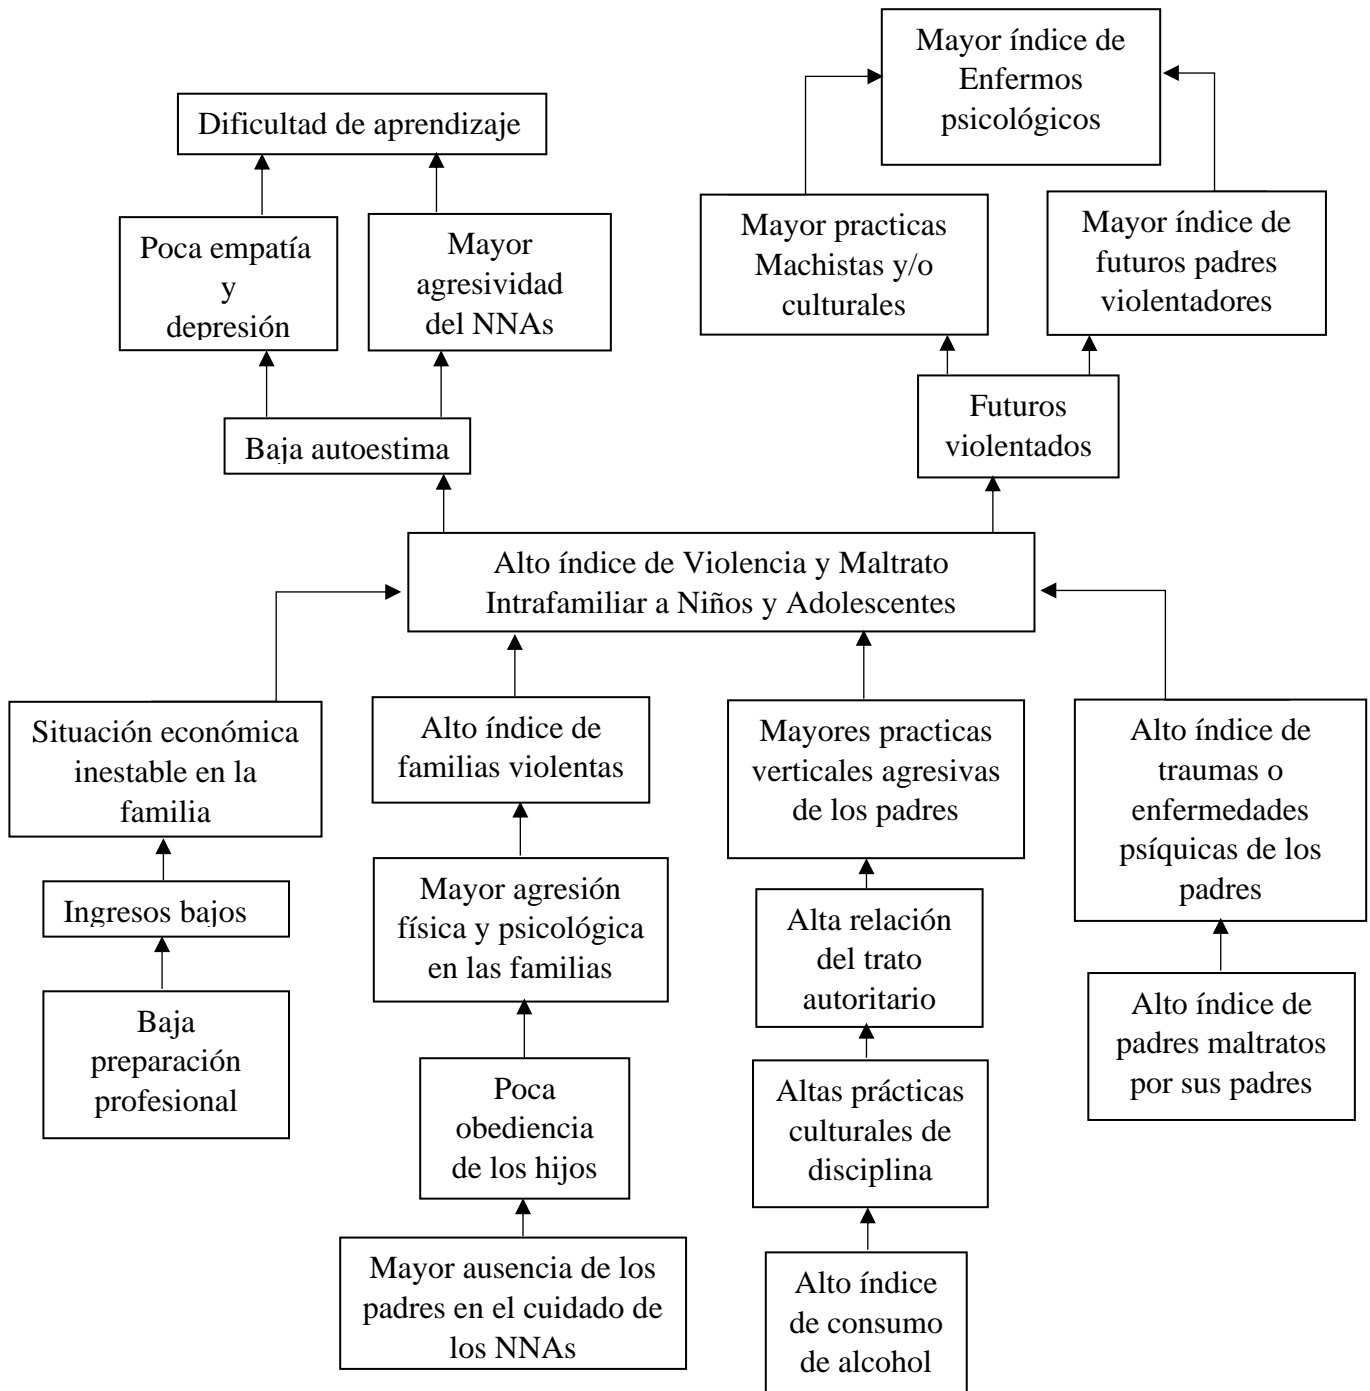 Mayor índice de
Enfermos
psicológicos
Dificultad de aprendizaje
Poca empatía
y
depresión
Mayor
agresividad
del NNAs
Mayor practicas
Machistas y/o
culturales
Mayor índice de
futuros padres
violentadores
Baja autoestima
Futuros
violentados
Alto índice de Violencia y Maltrato
Intrafamiliar a Niños y Adolescentes
Situación económica
inestable en la
familia
Alto índice de
familias violentas
Mayores practicas
verticales agresivas
de los padres
Alto índice de
traumas o
enfermedades
psíquicas de los
padres
Ingresos bajos
Mayor agresión
física y psicológica
en las familias
Alta relación
del trato
autoritario
Baja
preparación
profesional
Alto índice de
padres maltratos
por sus padres
Poca
obediencia
de los hijos
Altas prácticas
culturales de
disciplina
Mayor ausencia de los
padres en el cuidado de
los NNAs
Alto índice
de consumo
de alcohol